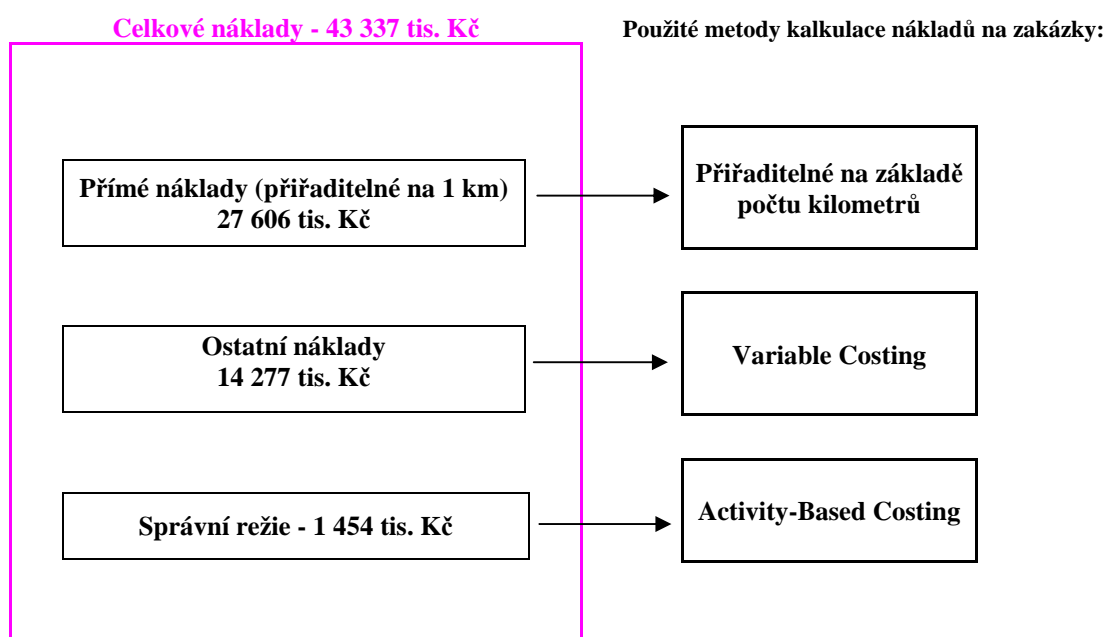 Celkové náklady - 43 337 tis. Kč
Použité metody kalkulace nákladů na zakázky:
Přímé náklady (přiřaditelné na 1 km)
27 606 tis. Kč
Přiřaditelné na základě
počtu kilometrů
Ostatní náklady
14 277 tis. Kč
Variable Costing
Správní režie - 1 454 tis. Kč
Activity-Based Costing